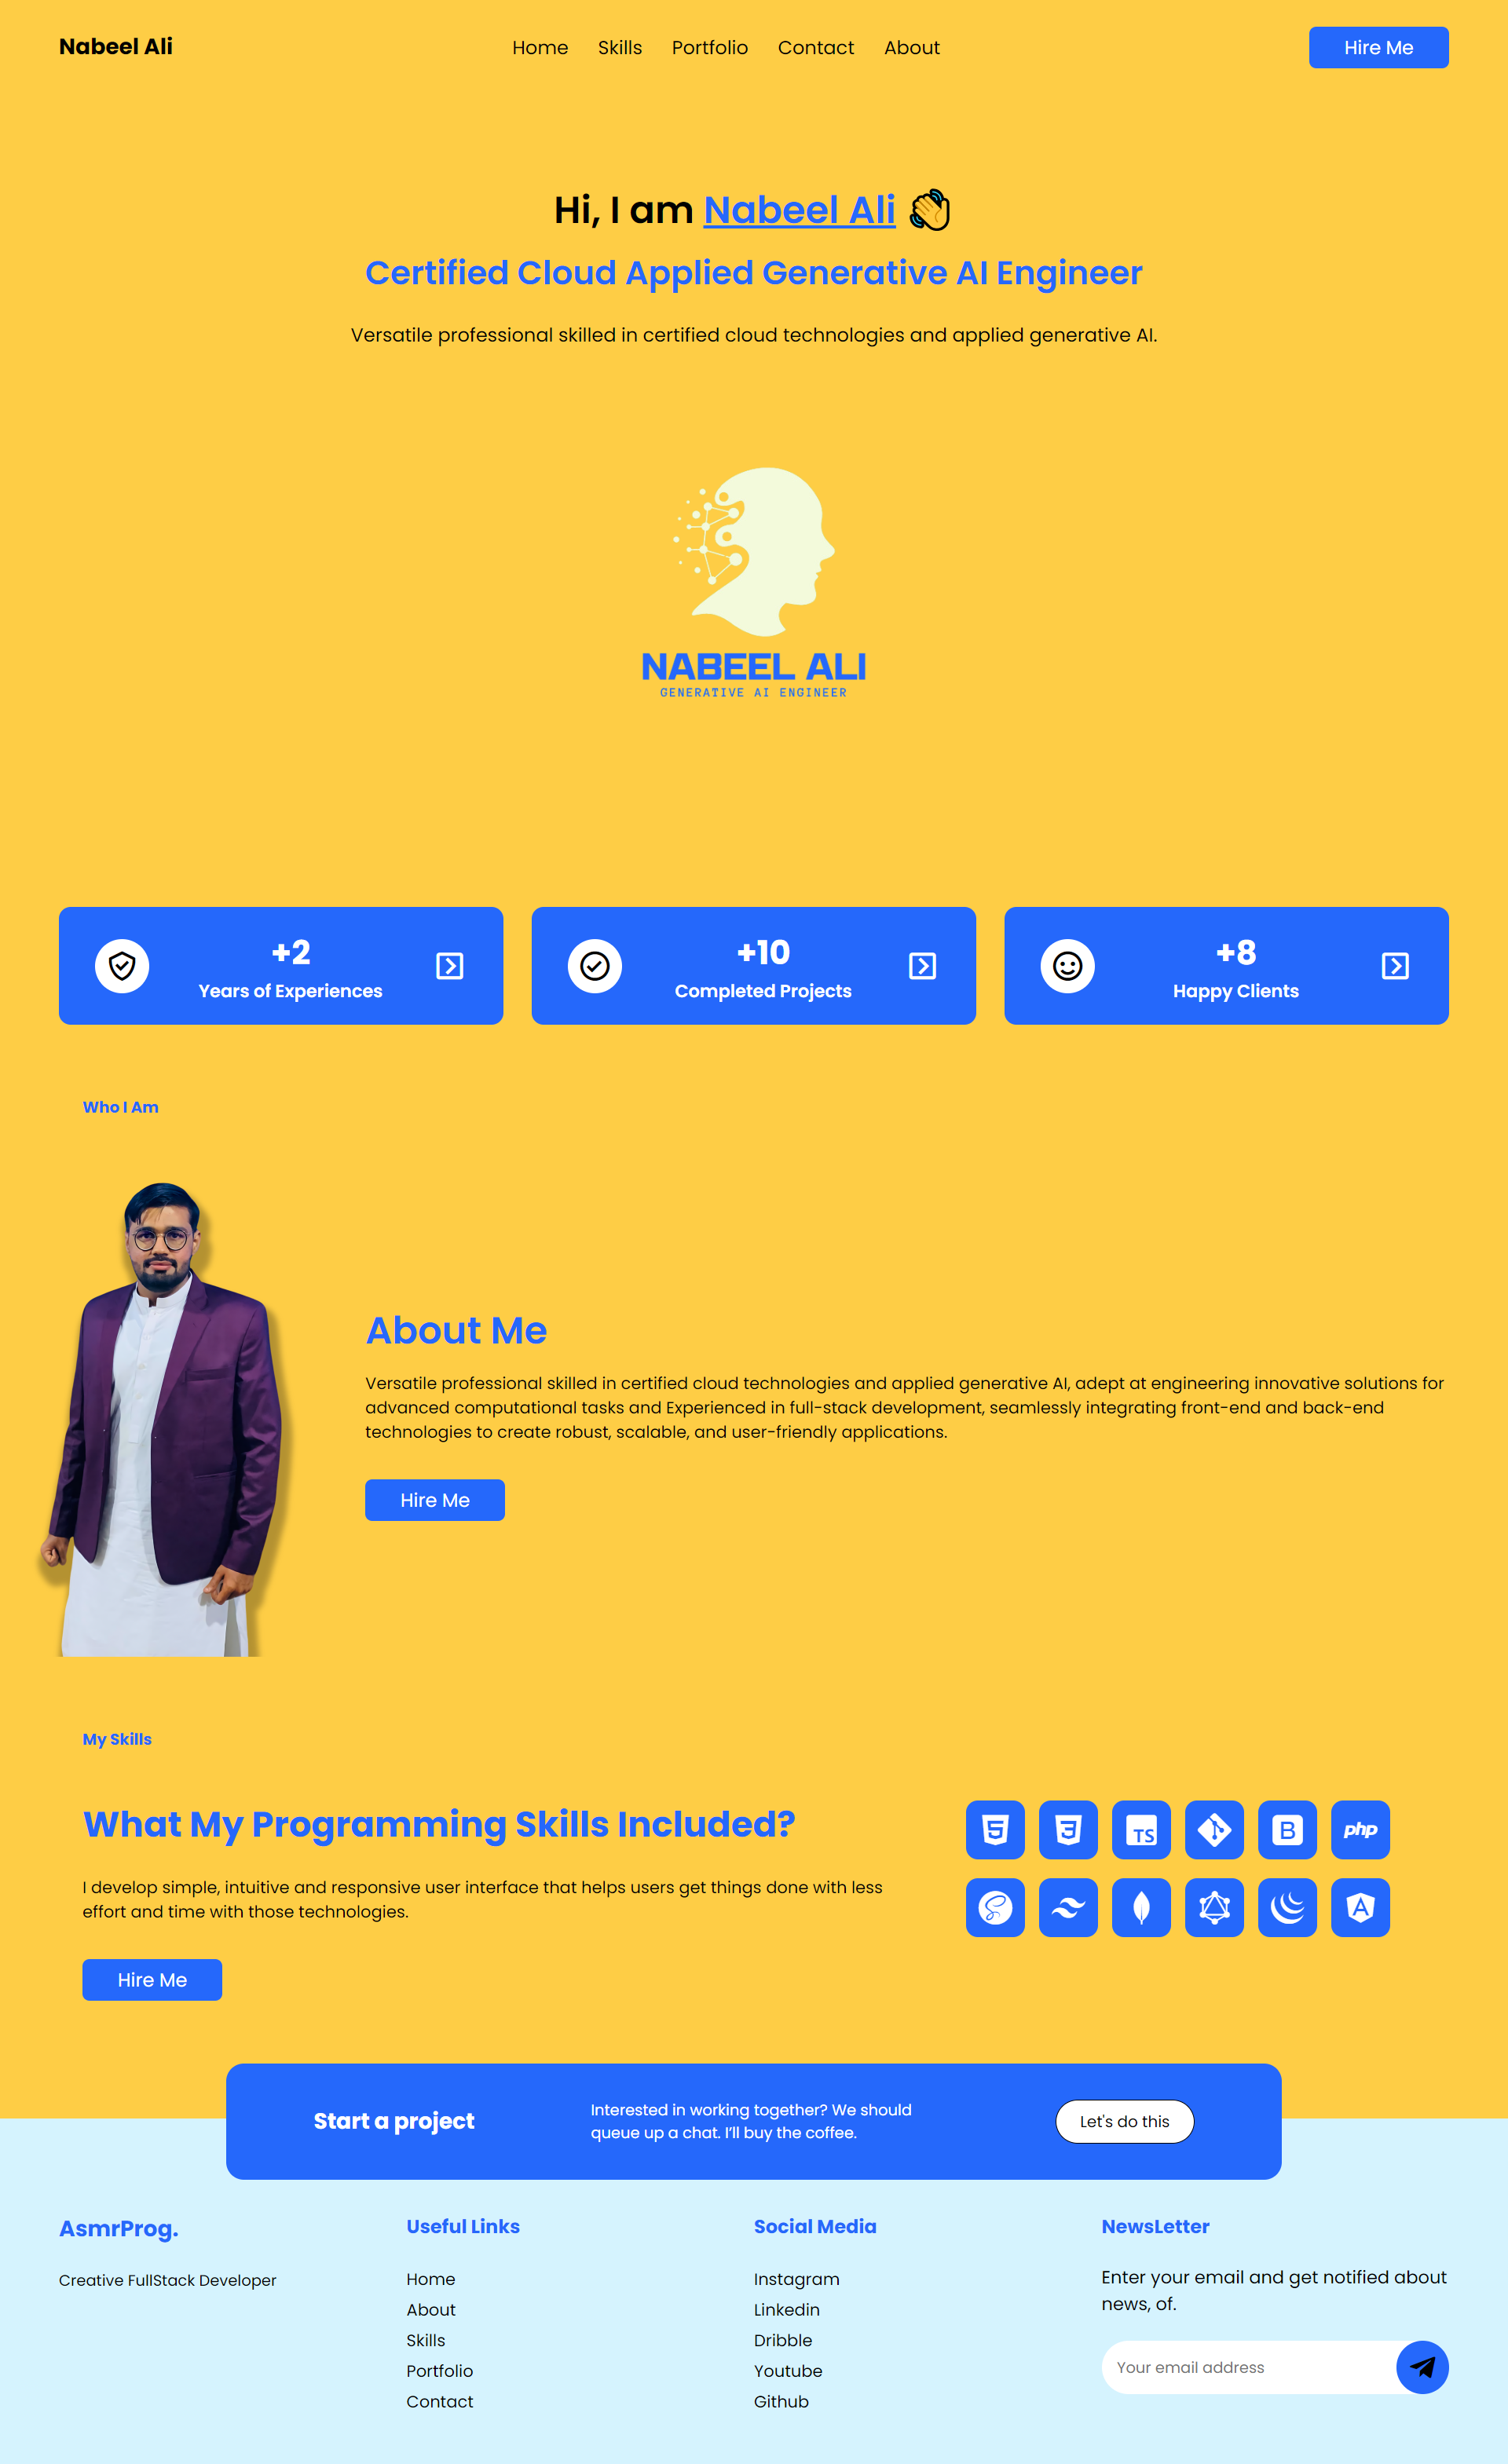 Nabeel Ali
Home Skills Portfolio Contact About
Hire Me
Hi, I am Nabeel Ali 👋
Certified Cloud Applied Generative AI Engineer
Versatile professional skilled in certified cloud technologies and applied generative AI.
NABEEL ALI
GENERATIVE AI ENGINEER
+2
Years of Experiences
+10
Completed Projects
+8
Happy Clients
Who I Am
About Me
Versatile professional skilled in certified cloud technologies and applied generative AI, adept at engineering innovative solutions for
advanced computational tasks and Experienced in full-stack development, seamlessly integrating front-end and back-end
technologies to create robust, scalable, and user-friendly applications.
Hire Me
My Skills
What My Programming Skills Included?
I develop simple, intuitive and responsive user interface that helps users get things done with less
effort and time with those technologies.
Hire Me
5 3 TS B php
A
Start a project
Interested in working together? We should
queue up a chat. I’ll buy the coffee.
Let's do this
AsmrProg.
Creative FullStack Developer
Useful Links
Home
About
Skills
Portfolio
Contact
Social Media
Instagram
Linkedin
Dribble
Youtube
Github
NewsLetter
Enter your email and get notified about
news, of.
Your email address